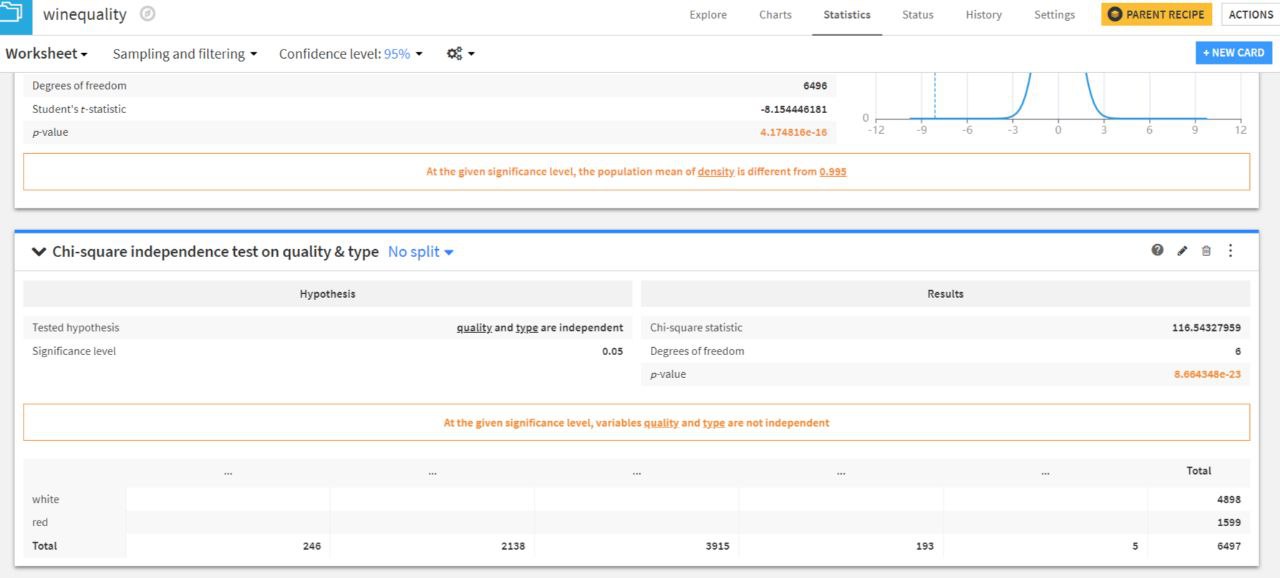 winequality Explore Charts Statistics Status History Settings PARENT RECIPE ACTIONS
Worksheet Sampling and filtering Confidence level: 95% + NEW CARD
Degrees of freedom 6496
Student's t-statistic -8.154446181
p-value 4.174816e-16
0
-12 -9 -6 -3 0 3 6 9 12
At the given significance level, the population mean of density is different from 0.995
Chi-square independence test on quality & type No split
Hypothesis Results
Tested hypothesis quality and type are independent Chi-square statistic 116.54327959
Significance level 0.05 Degrees of freedom 6
p-value 8.664348e-23
At the given significance level, variables quality and type are not independent
... ... ... ... ... Total
white 4898
red 1599
Total 246 2138 3915 193 5 6497